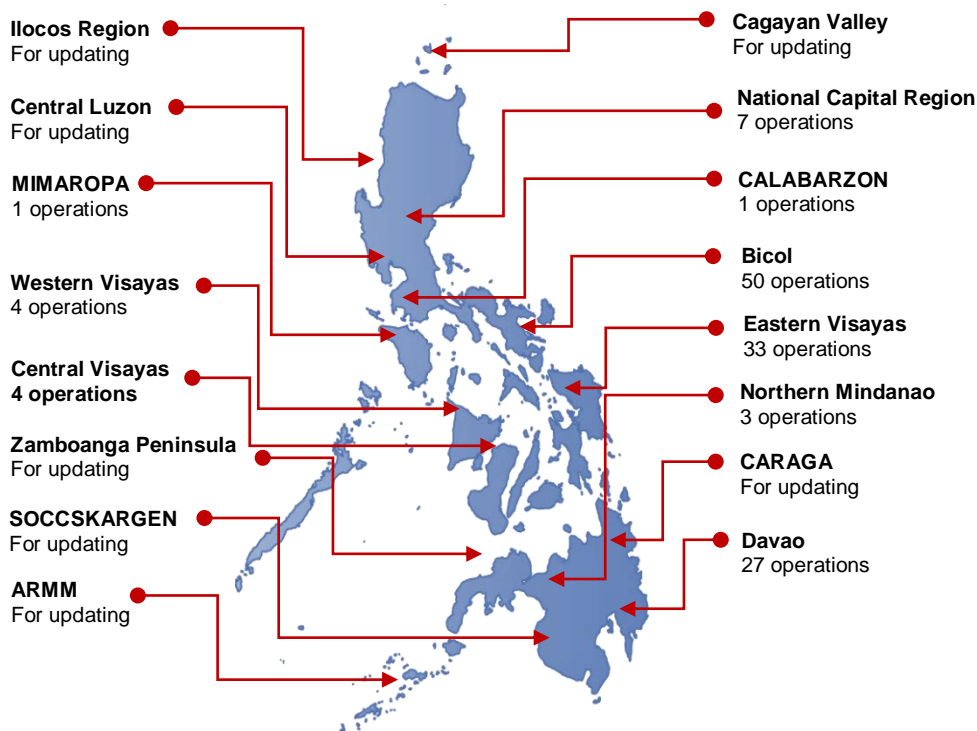 Ilocos Region
For updating
Central Luzon
For updating
MIMAROPA
1 operations
Western Visayas
4 operations
Central Visayas
4 operations
Zamboanga Peninsula
For updating
SOCCSKARGEN
For updating
ARMM
For updating
Cagayan Valley
For updating
National Capital Region
7 operations
CALABARZON
1 operations
Bicol
50 operations
Eastern Visayas
33 operations
Northern Mindanao
3 operations
CARAGA
For updating
Davao
27 operations